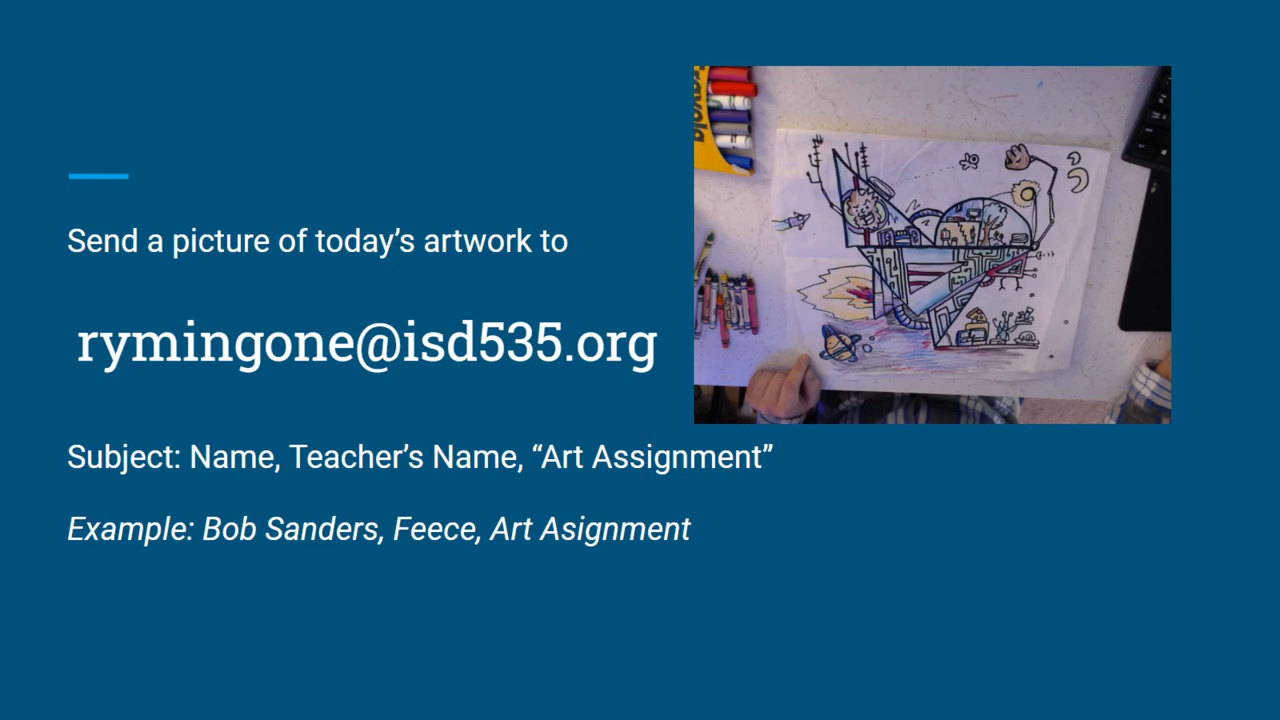 Send a picture of today’s artwork to
rymingone@isd535.org
Subject: Name, Teacher’s Name, “Art Assignment”
Example: Bob Sanders, Feece, Art Asignment